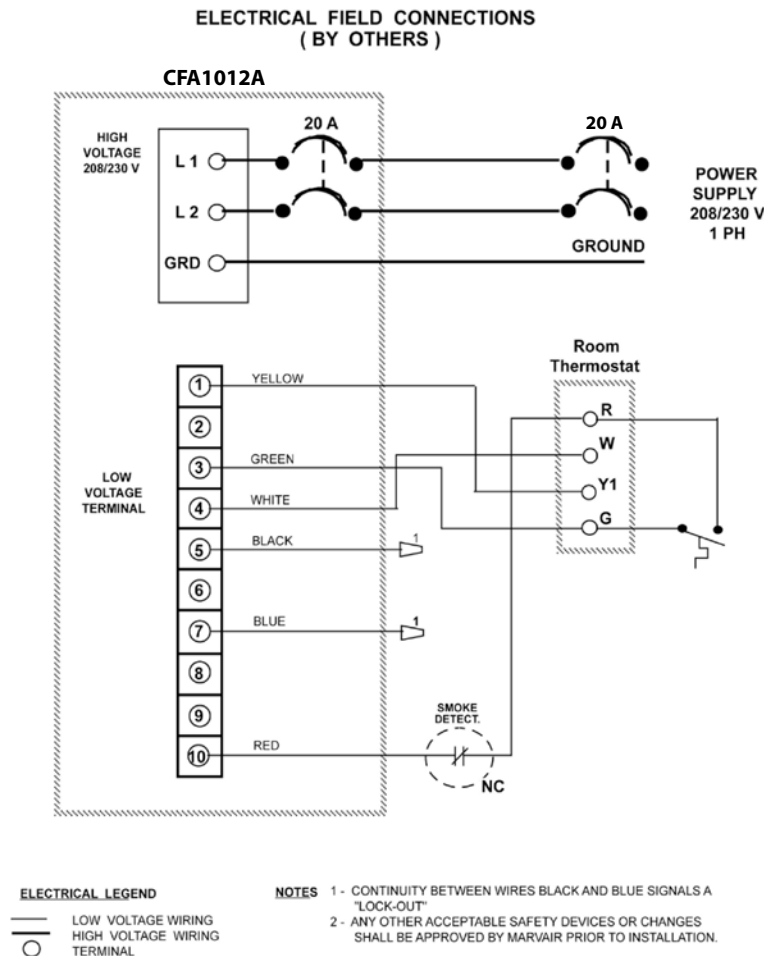 ELECTRICAL FIELD CONNECTIONS
( BY OTHERS )
CFA1012A
HIGH
VOLTAGE
208/230 V
L 1
L 2
GRD
20 A
20 A
POWER
SUPPLY
208/230 V
1 PH
GROUND
Room
Thermostat
R
W
Y1
G
LOW
VOLTAGE
TERMINAL
1
YELLOW
2
3
GREEN
4
WHITE
5
BLACK
1
6
7
BLUE
1
8
9
10
RED
SMOKE
DETECT.
NC
ELECTRICAL LEGEND
LOW VOLTAGE WIRING
HIGH VOLTAGE WIRING
TERMINAL
NOTES 1 - CONTINUITY BETWEEN WIRES BLACK AND BLUE SIGNALS A
"LOCK-OUT"
2 - ANY OTHER ACCEPTABLE SAFETY DEVICES OR CHANGES
SHALL BE APPROVED BY MARVAIR PRIOR TO INSTALLATION.